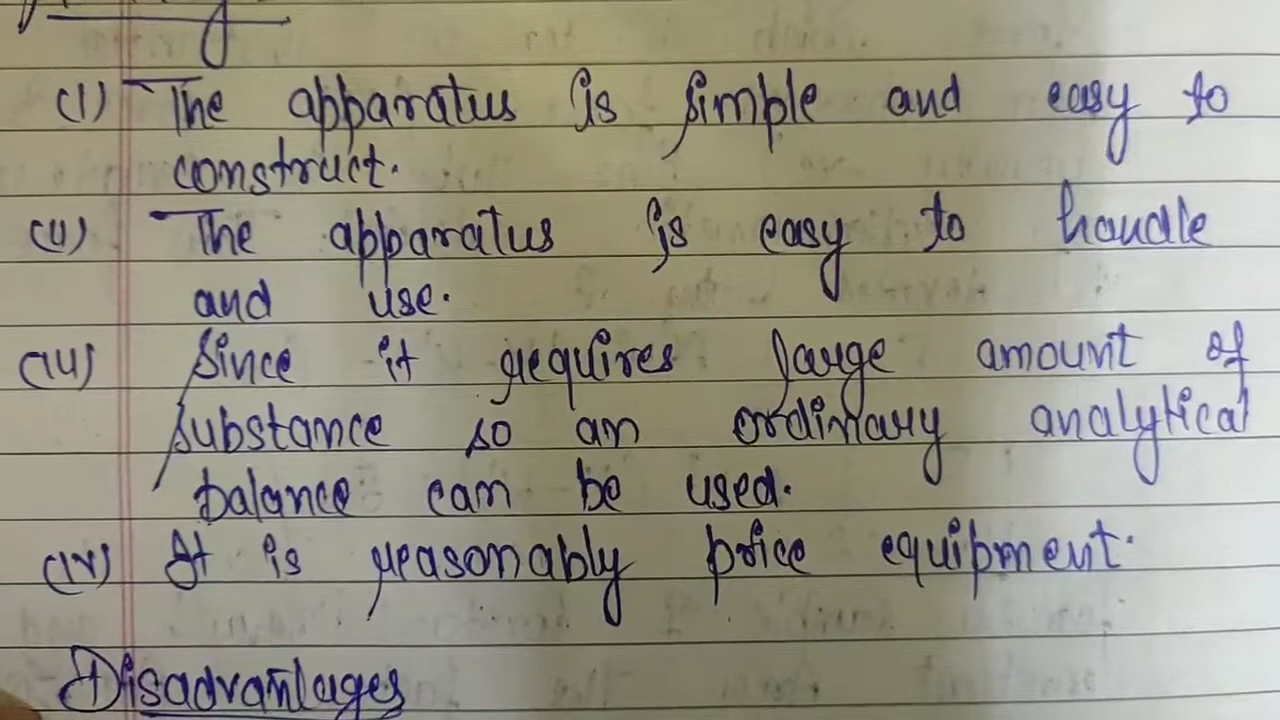 (i) The apparatus is simple and easy to
construct.
(ii) The apparatus is easy to handle
and use.
(iii) Since it requires large amount of
substance so an ordinary analytical
balance can be used.
(iv) It is reasonably price equipment.
Disadvantages